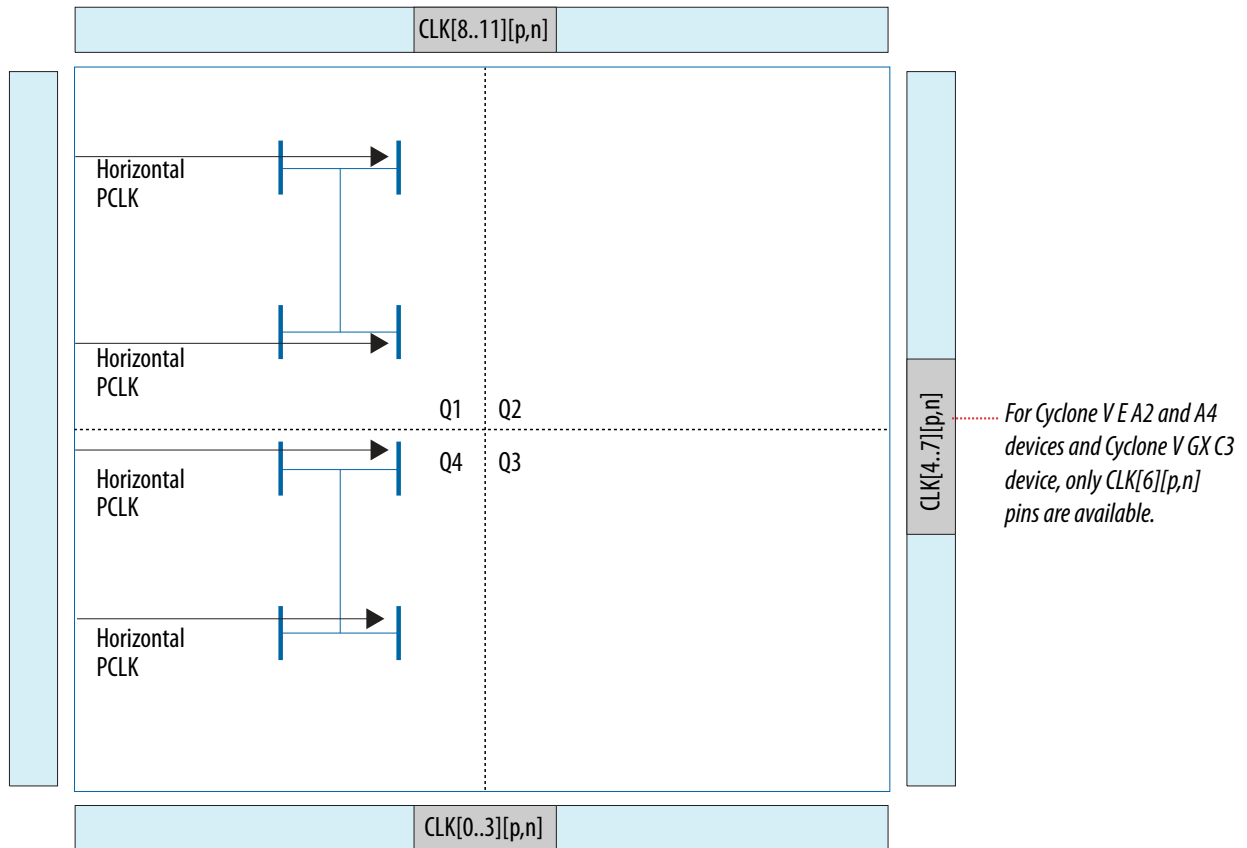 CLK[8..11][p,n]
Horizontal
PCLK
Horizontal
PCLK
Q1
Q2
Q4
Q3
Horizontal
PCLK
Horizontal
PCLK
CLK[4..7][p,n]
For Cyclone V E A2 and A4
devices and Cyclone V GX C3
device, only CLK[6][p,n]
pins are available.
CLK[0..3][p,n]